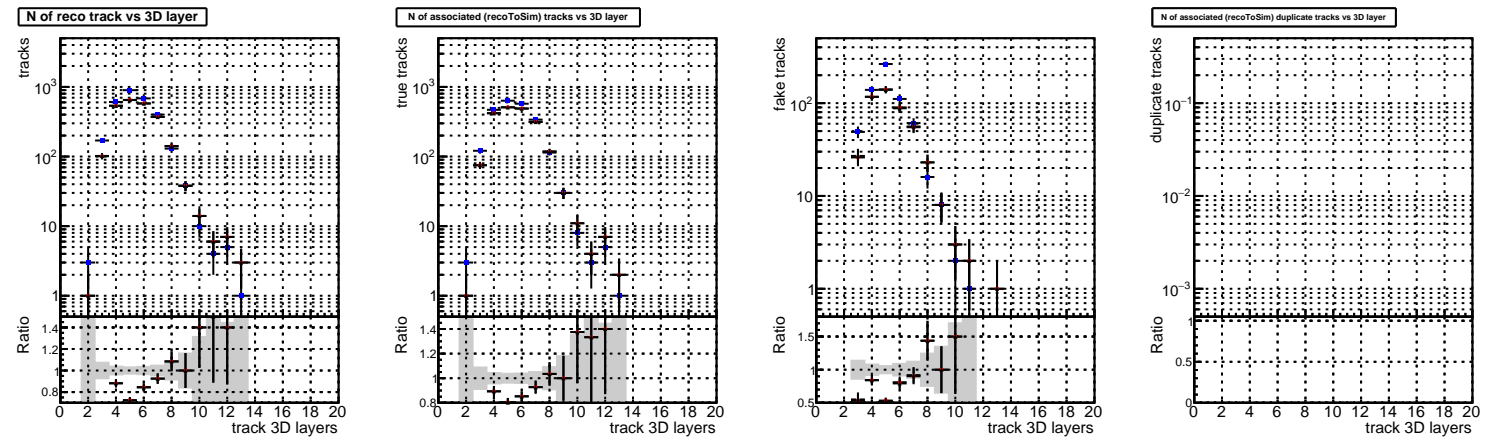 N of reco track vs 3D layer
tracks
10³
10²
10
1
Ratio
1.4
1.2
1
0.8
0 2 4 6 8 10 12 14 16 18 20
track 3D layers
N of associated (recoToSim) tracks vs 3D layer
true tracks
10³
10²
10
1
Ratio
1.4
1.2
1
0.8
0 2 4 6 8 10 12 14 16 18 20
track 3D layers
fake tracks
10²
10
1
Ratio
1.5
1
0.5
0 2 4 6 8 10 12 14 16 18 20
track 3D layers
N of associated (recoToSim) duplicate tracks vs 3D layer
duplicate tracks
10⁻¹
10⁻²
10⁻³
Ratio
1
0.5
0
0 2 4 6 8 10 12 14 16 18 20
track 3D layers